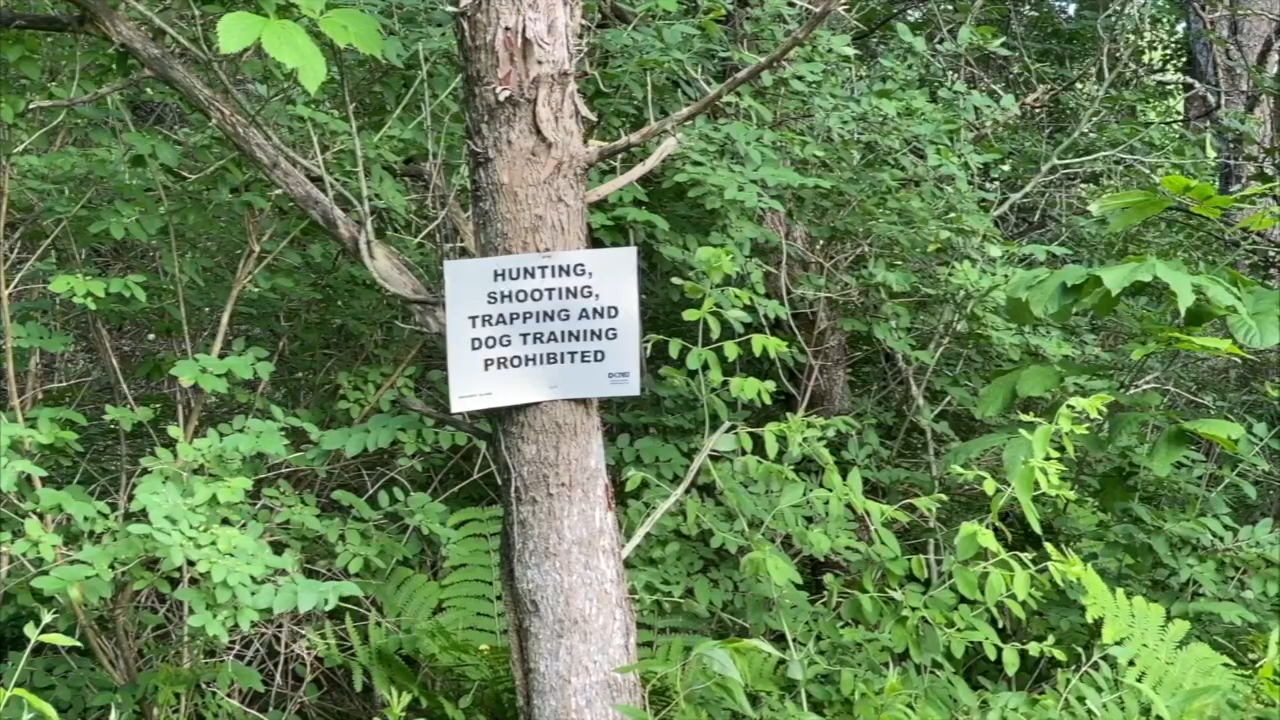 HUNTING,
SHOOTING,
TRAPPING AND
DOG TRAINING
PROHIBITED